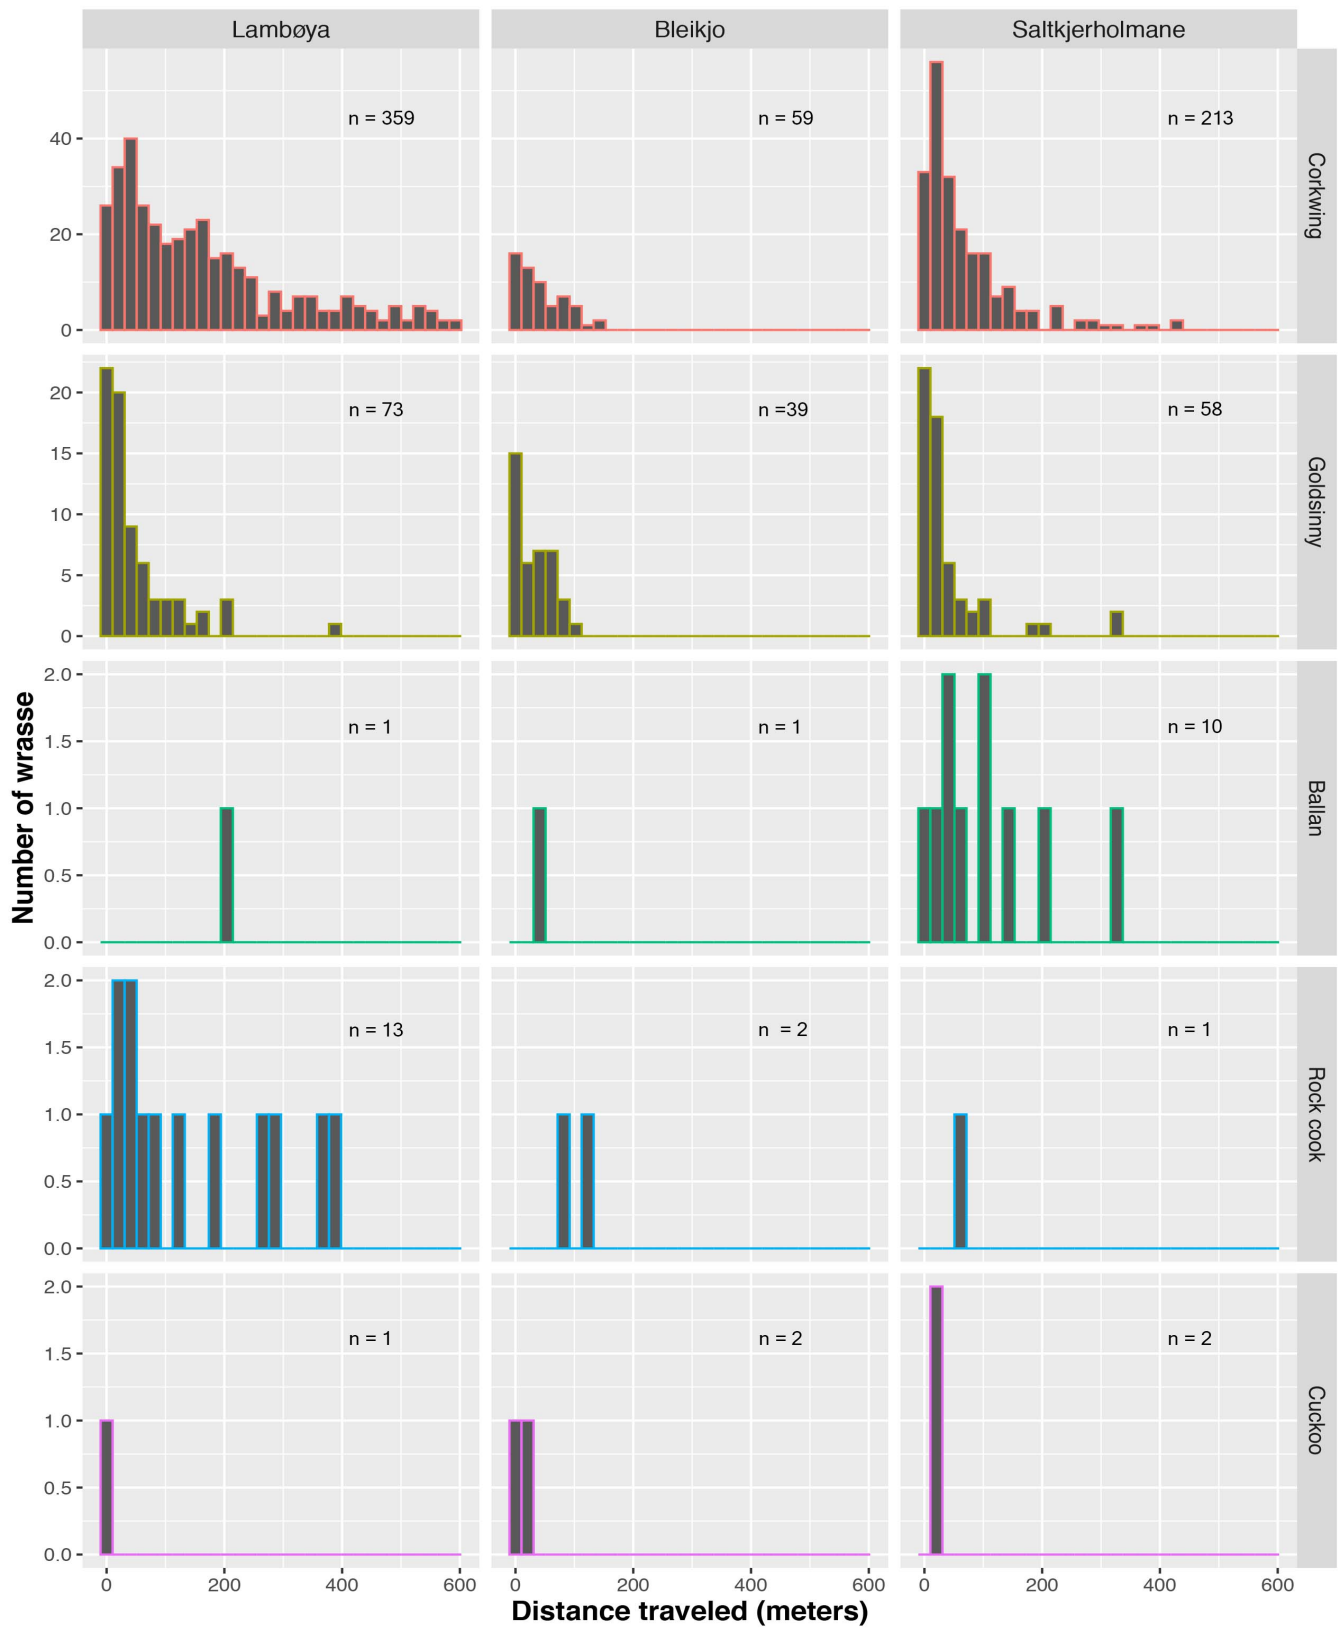 Lambøya Bleikjo Saltkjerholmane
n = 359 n = 59 n = 213
40
20
0
Corkwing
n = 73 n =39 n = 58
20
15
10
5
0
Goldsinny
n = 1 n = 1 n = 10
2.0
1.5
1.0
0.5
0.0
Ballan
Number of wrasse
n = 13 n  = 2 n = 1
2.0
1.5
1.0
0.5
0.0
Rock cook
n = 1 n = 2 n = 2
2.0
1.5
1.0
0.5
0.0
Cuckoo
0 200 400 600 0 200 400 600 0 200 400 600
Distance traveled (meters)